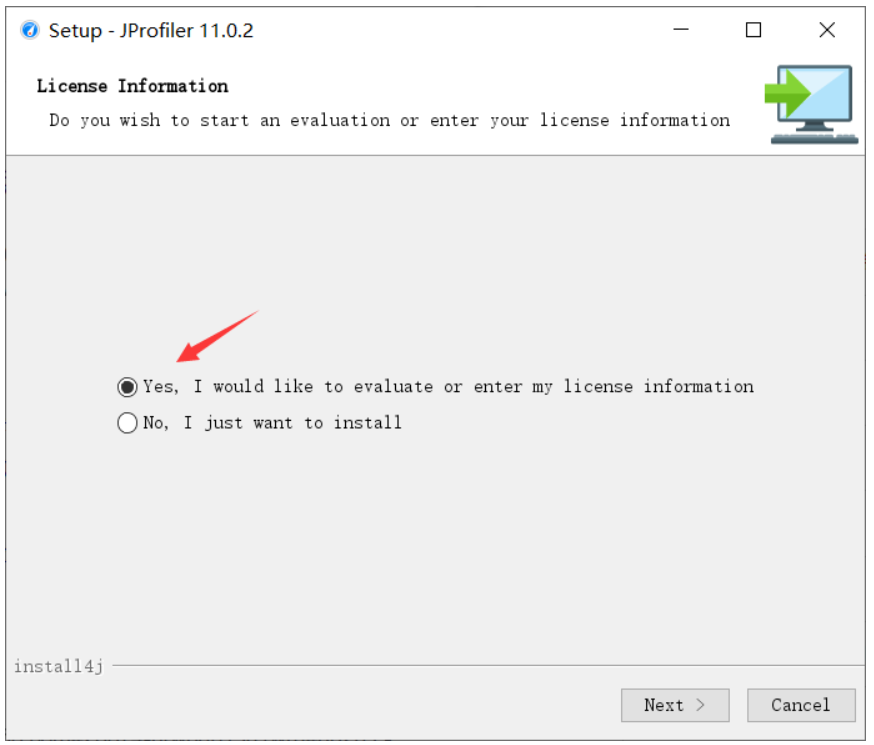 Setup - JProfiler 11.0.2
License Information
Do you wish to start an evaluation or enter your license information
Yes, I would like to evaluate or enter my license information
No, I just want to install
install4j
Next >
Cancel